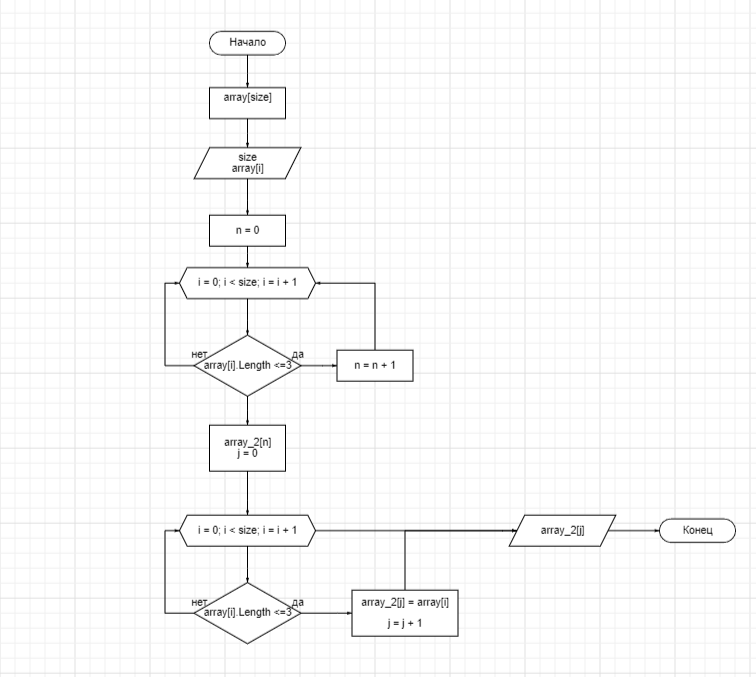 Начало
array[size]
size
array[i]
n = 0
i = 0; i < size; i = i + 1
нет
да
array[i].Length <=3
n = n + 1
array_2[n]
j = 0
i = 0; i < size; i = i + 1
array_2[j]
Конец
нет
да
array[i].Length <=3
array_2[j] = array[i]
j = j + 1